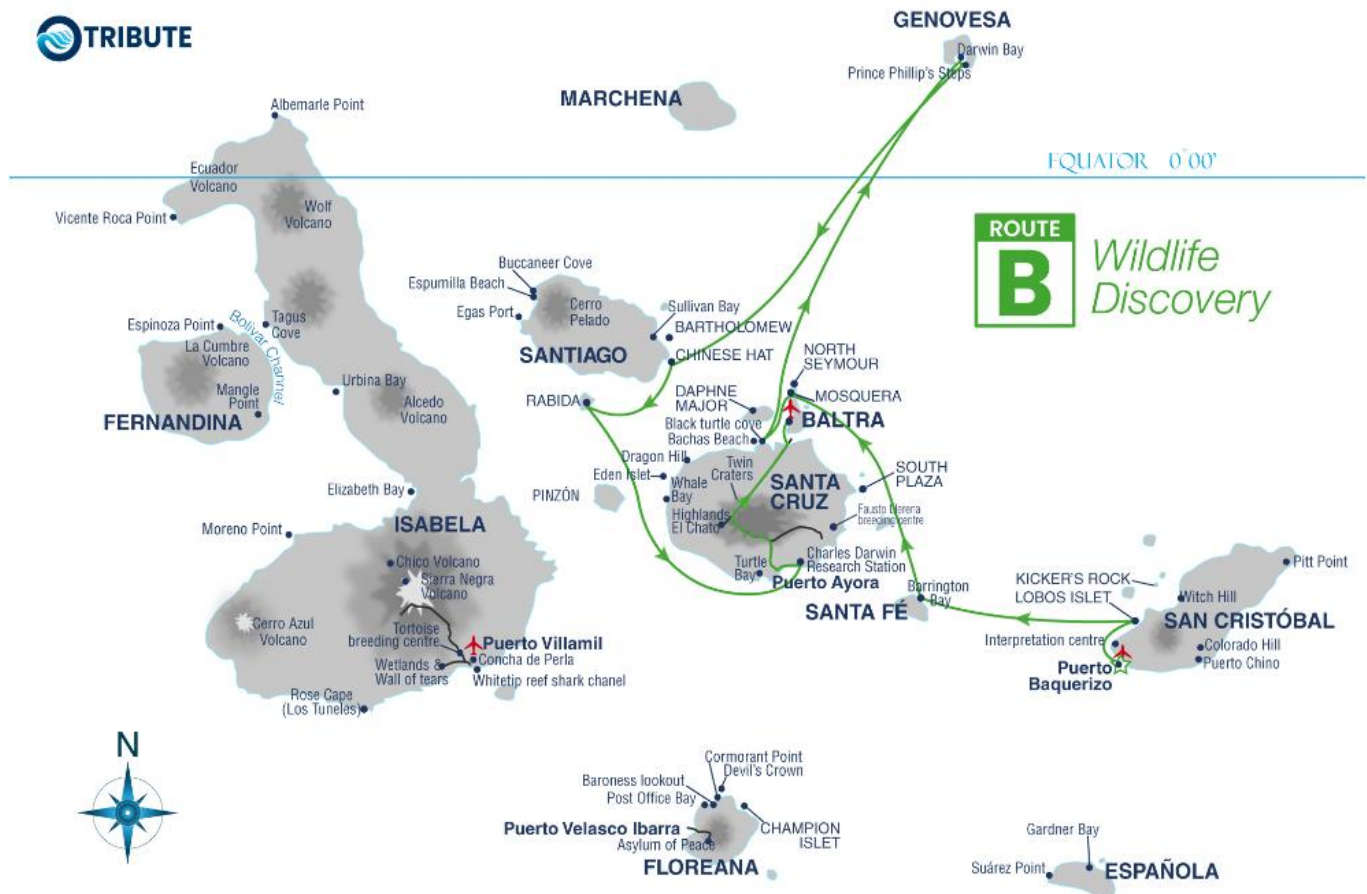 TRIBUTE
GENOVESA
Darwin Bay
Prince Phillip's Steps
MARCHENA
Albemarle Point
EQUATOR 0°00'
Ecuador
Volcano
Wolf
Volcano
Vicente Roca Point
ROUTE
B
Wildlife
Discovery
Buccaneer Cove
Espumilla Beach
Egas Port
Cerro
Pelado
Sullivan Bay
BARTHOLOMEW
SANTIAGO
CHINESE HAT
Espinoza Point
Tagus
Cove
Bolivar Channel
La Cumbre
Volcano
Mangle
Point
FERNANDINA
Urbina Bay
Alcedo
Volcano
NORTH
SEYMOUR
MOSQUERA
RABIDA
DAPHNE
MAJOR
BALTRA
Black turtle cove
Bachas Beach
Dragon Hill
Eden Islet
Whale
Bay
Twin
Craters
SANTA
CRUZ
SOUTH
PLAZA
Highlands
El Chato
Fausto Llerena
breeding centre
PINZÓN
Elizabeth Bay
ISABELA
Moreno Point
Chico Volcano
Sierra Negra
Volcano
Cerro Azul
Volcano
Tortoise
breeding centre
Puerto Villamil
Concha de Perla
Wetlands &
Wall of tears
Whitetip reef shark chanel
Rose Cape
(Los Tuneles)
Turtle
Bay
Charles Darwin
Research Station
Puerto Ayora
Barrington
Bay
SANTA FÉ
KICKER'S ROCK
LOBOS ISLET
Pitt Point
Witch Hill
SAN CRISTÓBAL
Interpretation centre
Colorado Hill
Puerto Chino
Puerto
Baquerizo
N
Cormorant Point
Devil's Crown
Baroness lookout
Post Office Bay
Puerto Velasco Ibarra
Asylum of Peace
CHAMPION
ISLET
FLOREANA
Gardner Bay
Suárez Point
ESPAÑOLA